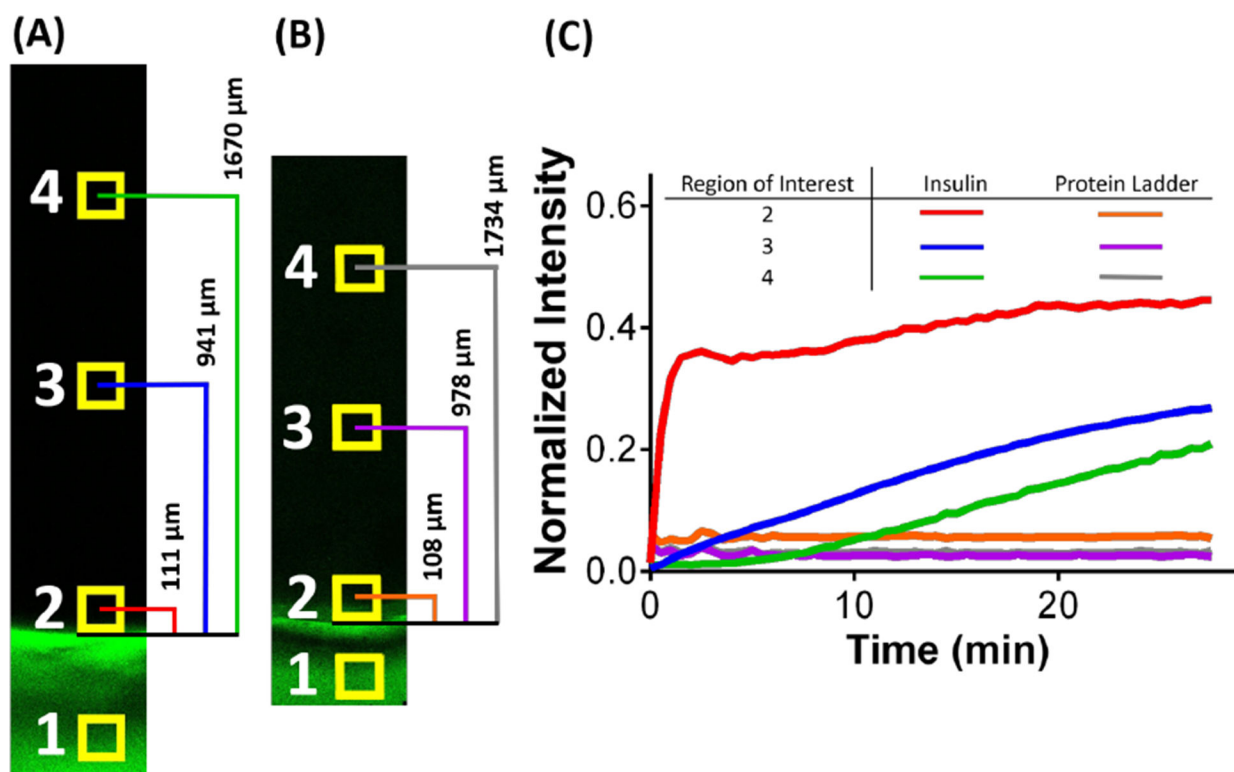 (A)
4
3
2
1
111 µm
941 µm
1670 µm
(B)
4
3
2
1
108 µm
978 µm
1734 µm
(C)
Normalized Intensity
0.6
0.4
0.2
0.0
Region of Interest Insulin Protein Ladder
2
3
4
0 10 20
Time (min)